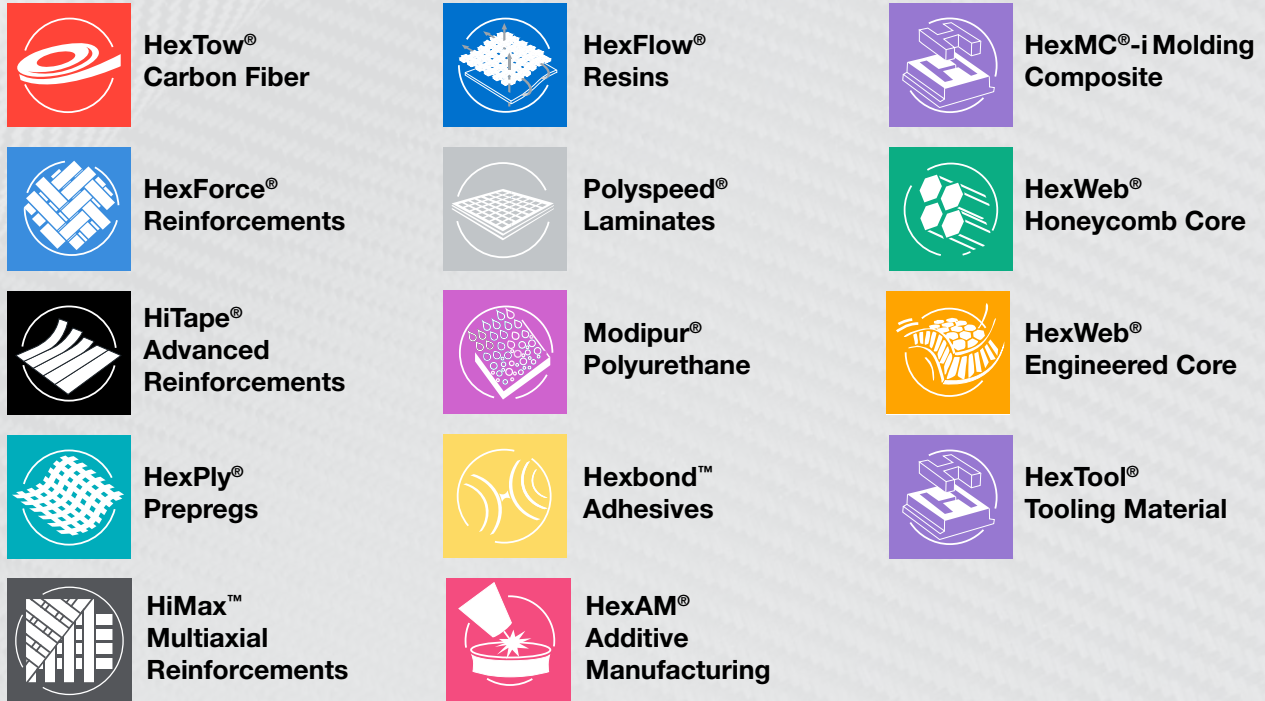 HexTow®
Carbon Fiber
HexForce®
Reinforcements
HiTape®
Advanced
Reinforcements
HexPly®
Prepregs
HiMax™
Multiaxial
Reinforcements
HexFlow®
Resins
Polyspeed®
Laminates
Modipur®
Polyurethane
Hexbond™
Adhesives
HexAM®
Additive
Manufacturing
HexMC®-i Molding
Composite
HexWeb®
Honeycomb Core
HexWeb®
Engineered Core
HexTool®
Tooling Material